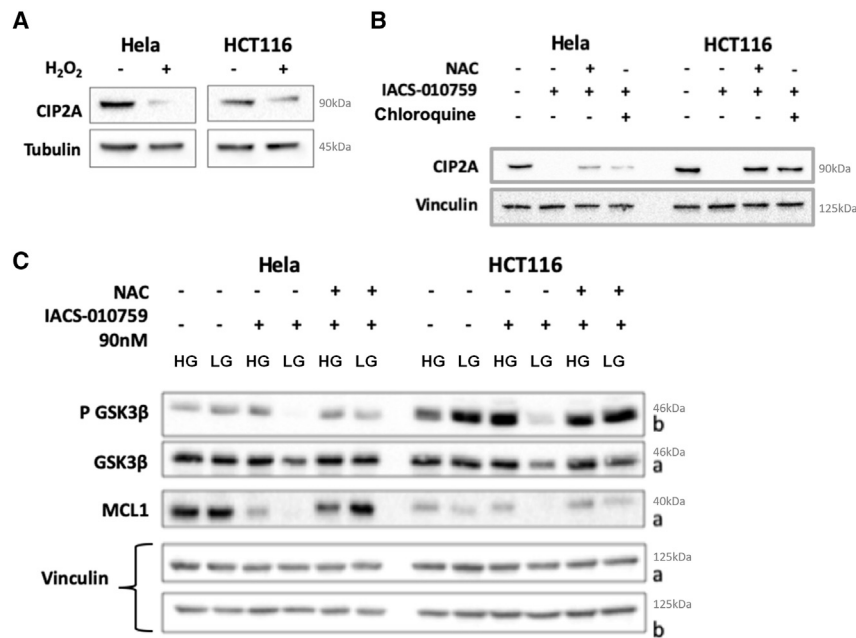 A
Hela HCT116
H₂O₂ - + - +
CIP2A 90kDa
Tubulin 45kDa
B
Hela HCT116
NAC - - + - - - + -
IACS-010759 - + + + - + + +
Chloroquine - - - + - - - +
CIP2A 90kDa
Vinculin 125kDa
C
Hela HCT116
NAC - - - - + + - - - - + +
IACS-010759 - - + + + + - - + + + +
90nM
HG LG HG LG HG LG HG LG HG LG HG LG
P GSK3β 46kDa
b
GSK3β 46kDa
a
MCL1 40kDa
a
Vinculin 125kDa
a
125kDa
b